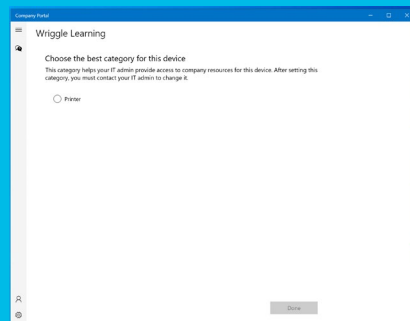 Company Portal
Wriggle Learning
Choose the best category for this device
This category helps your IT admin provide access to company resources for this device. After setting this
category, you must contact your IT admin to change it.
Printer
Done